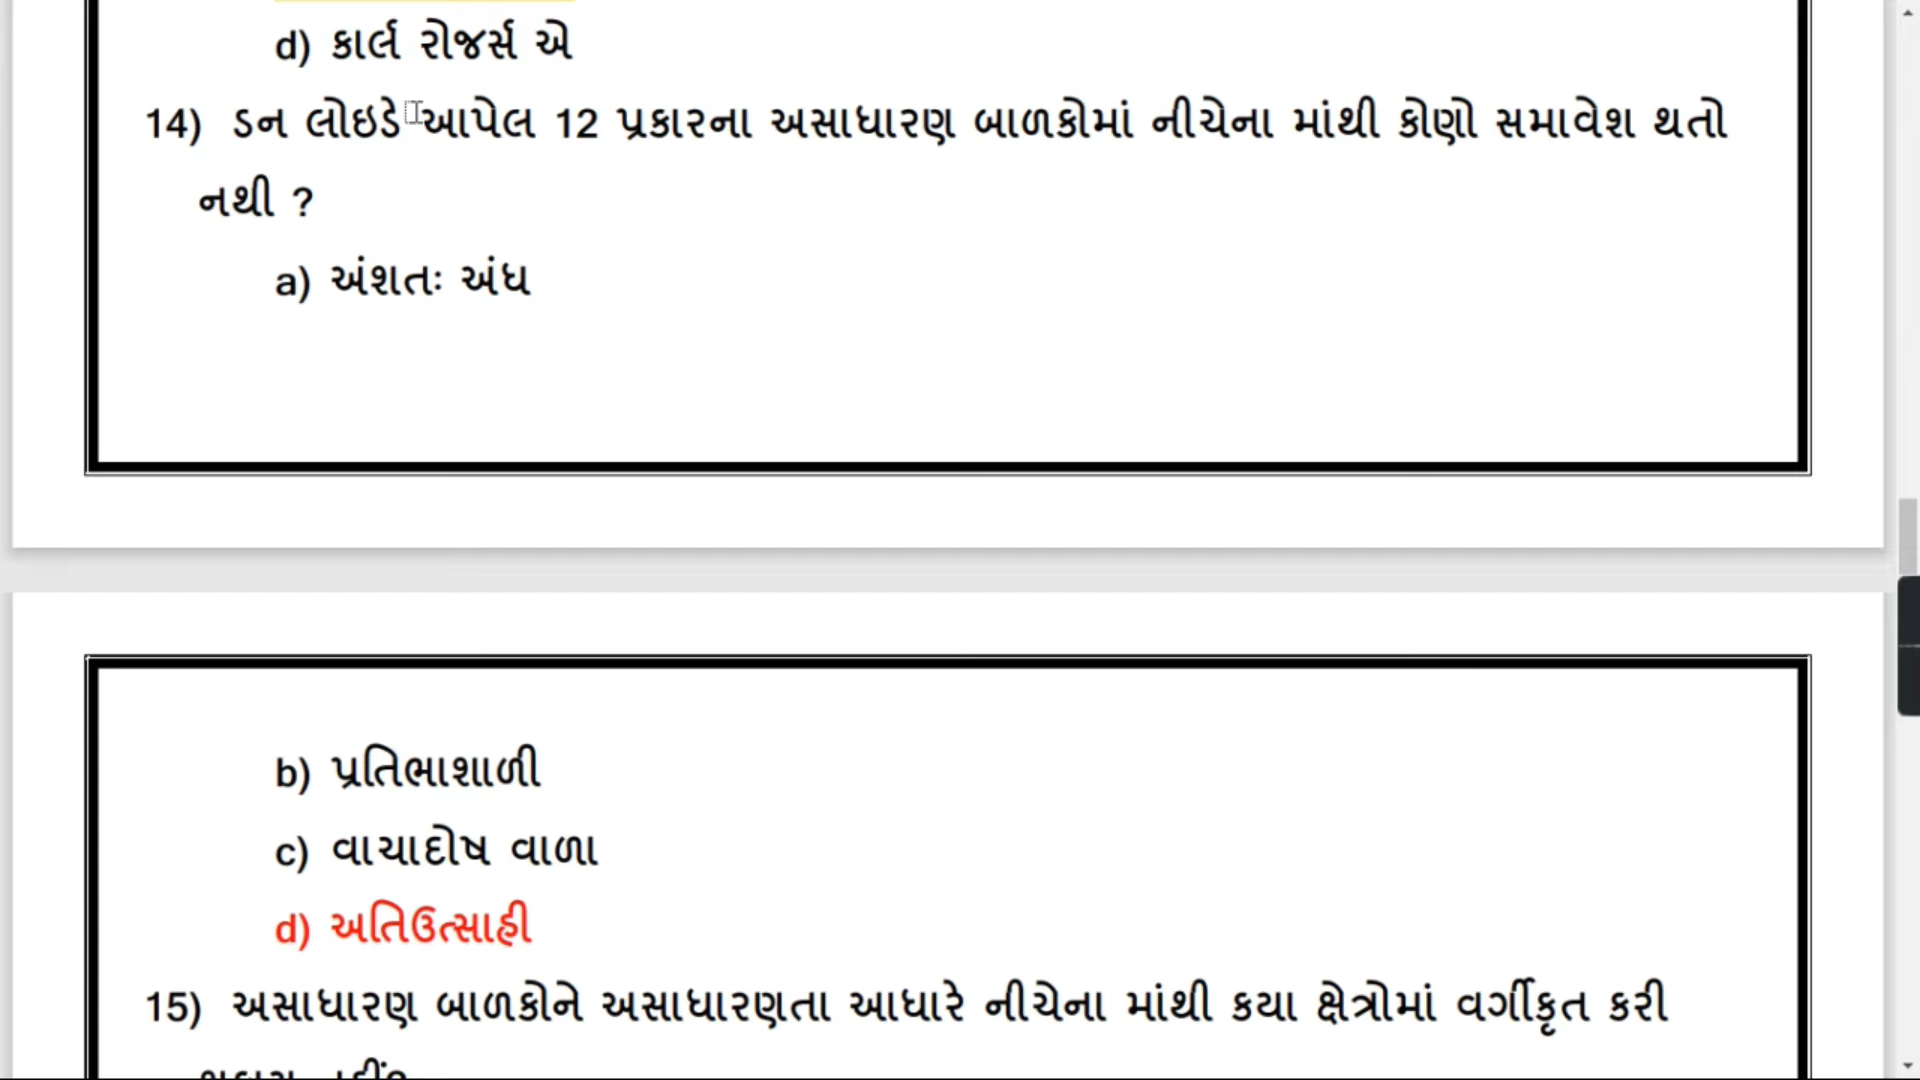 d) કાર્લ રોજર્સ એ
14) ડન લોઇડે આપેલ 12 પ્રકારના અસાધારણ બાળકોમાં નીચેના માંથી કોણો સમાવેશ થતો
નથી ?
a) અંશતઃ અંધ
b) પ્રતિભાશાળી
c) વાચાદોષ વાળા
d) અતિઉત્સાહી
15) અસાધારણ બાળકોને અસાધારણતા આધારે નીચેના માંથી કયા ક્ષેત્રોમાં વર્ગીકૃત કરી